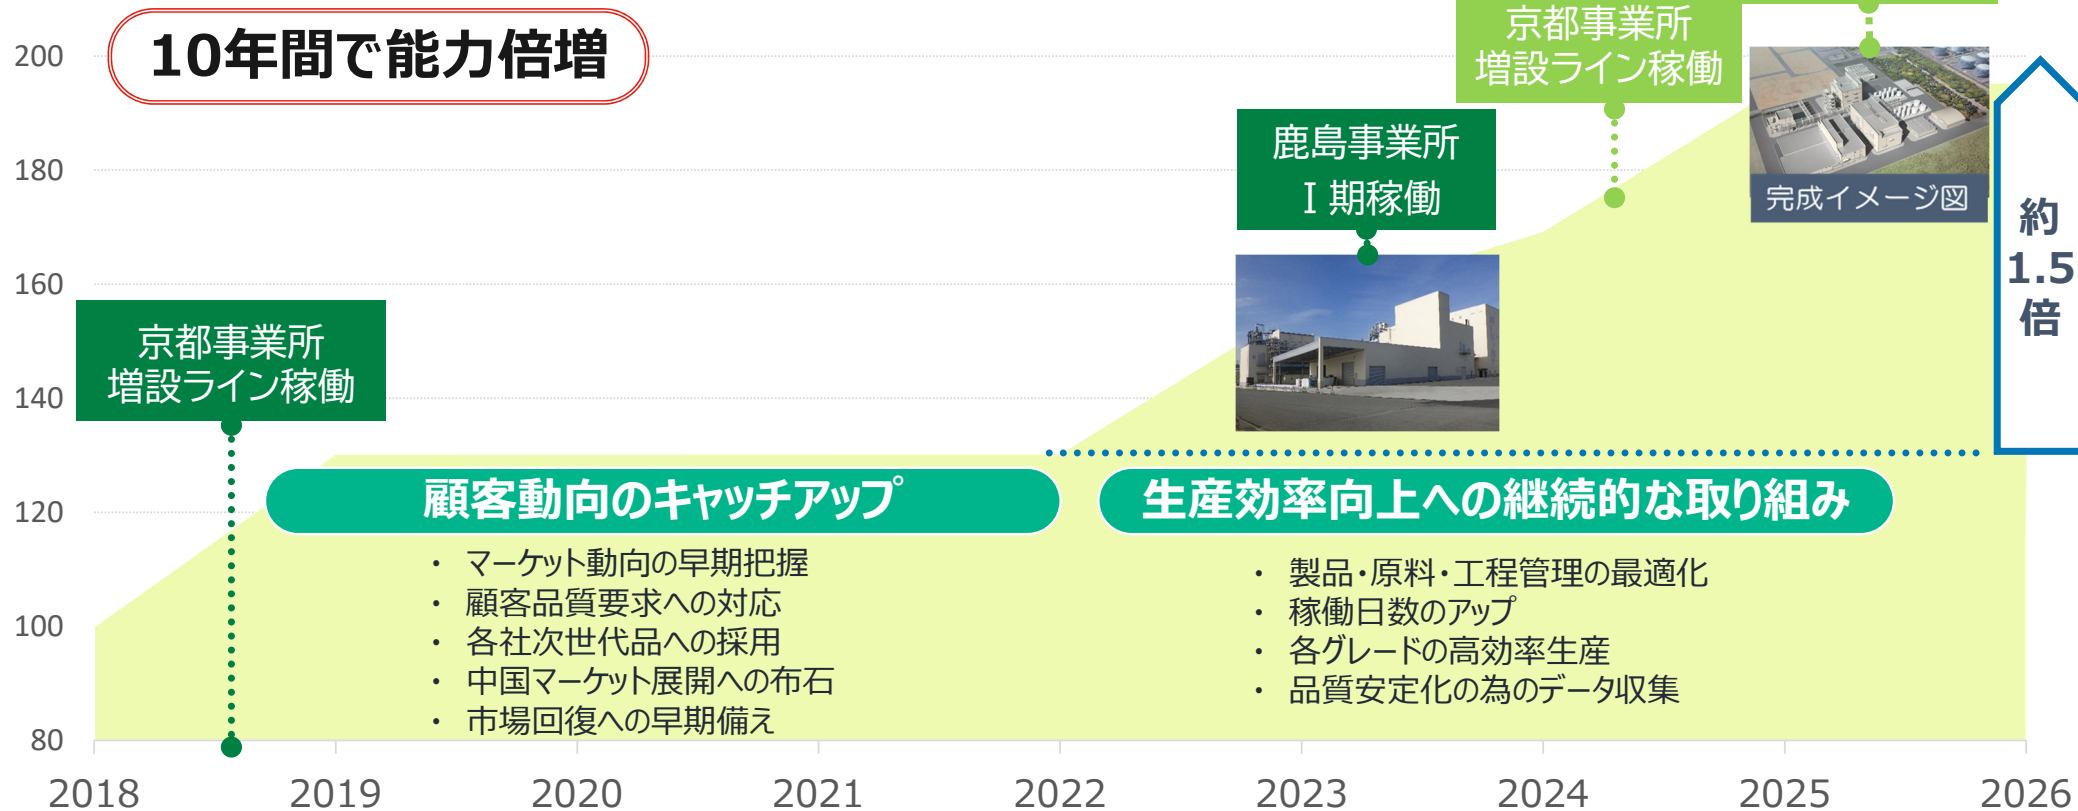 10年間で能力倍増
200
180
160
140
120
100
80
京都事業所
増設ライン稼働
鹿島事業所
Ⅰ期稼働
京都事業所
増設ライン稼働
完成イメージ図
約
1.5
倍
顧客動向のキャッチアップ
・ マーケット動向の早期把握
・ 顧客品質要求への対応
・ 各社次世代品への採用
・ 中国マーケット展開への布石
・ 市場回復への早期備え
生産効率向上への継続的な取り組み
・ 製品・原料・工程管理の最適化
・ 稼働日数のアップ
・ 各グレードの高効率生産
・ 品質安定化の為のデータ収集
2018 2019 2020 2021 2022 2023 2024 2025 2026